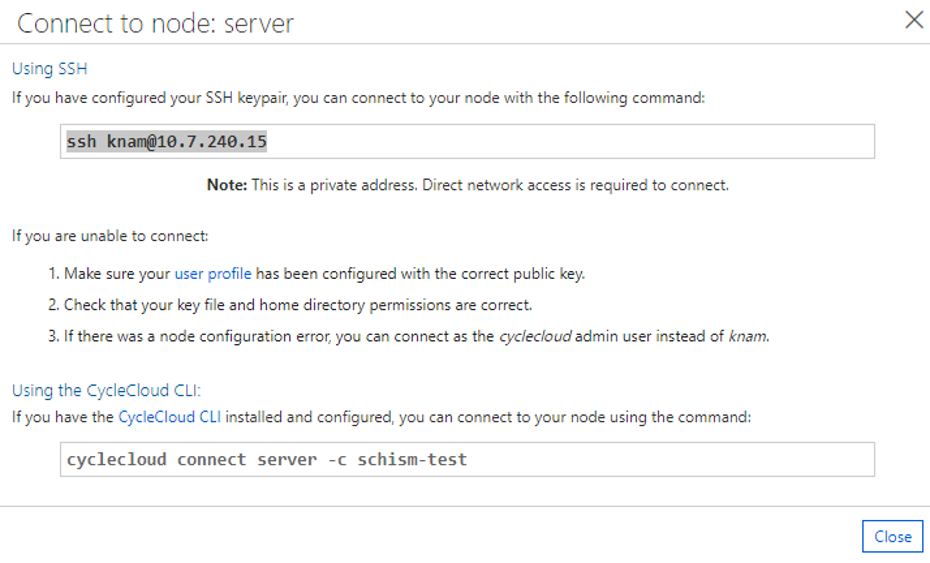 Connect to node: server
Using SSH
If you have configured your SSH keypair, you can connect to your node with the following command:
ssh knam@10.7.240.15
Note: This is a private address. Direct network access is required to connect.
If you are unable to connect:
1. Make sure your user profile has been configured with the correct public key.
2. Check that your key file and home directory permissions are correct.
3. If there was a node configuration error, you can connect as the cyclecloud admin user instead of knam.
Using the CycleCloud CLI:
If you have the CycleCloud CLI installed and configured, you can connect to your node using the command:
cyclecloud connect server -c schism-test
Close